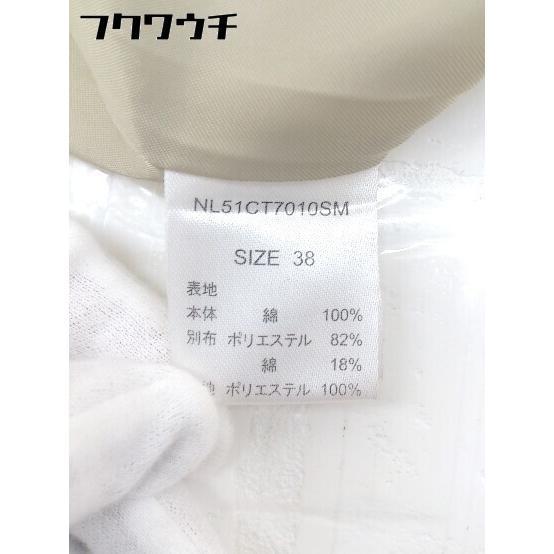 フクワウチ
NL51CT7010SM
SIZE 38
表地
本体 綿 100%
別布 ポリエステル 82%
綿 18%
地 ポリエステル 100%